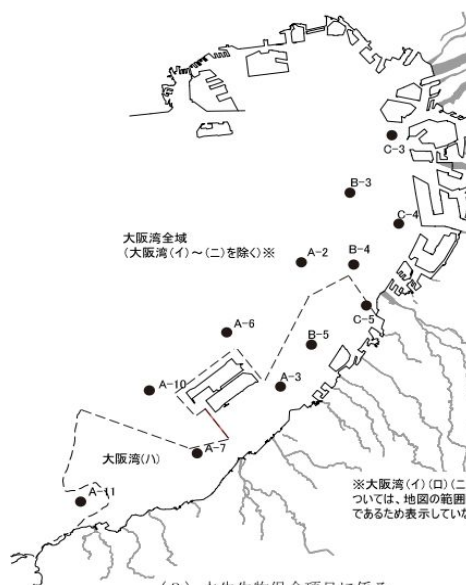 C-3
B-3
C-4
大阪湾全域
(大阪湾(イ)～(ニ)を除く)※
A-2
B-4
C-5
A-6
B-5
A-10
A-3
大阪湾(ハ)
A-7
A-11
※大阪湾(イ)(ロ)(ニ
ついては、地図の範囲
であるため表示していな